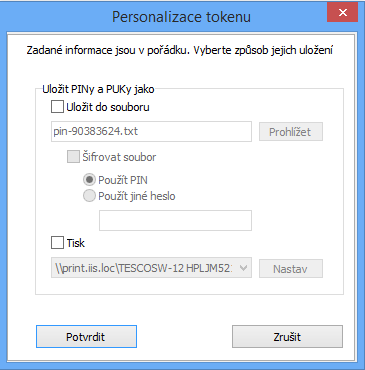 Personalizace tokenu
Zadané informace jsou v pořádku. Vyberte způsob jejich uložení
Uložit PINy a PUKy jako
Uložit do souboru
pin-90383624.txt
Prohlížet
Šifrovat soubor
Použít PIN
Použít jiné heslo
Tisk
\\print.iis.loc\TESCOSW-12 HPLJM52
Nastav
Potvrdit
Zrušit